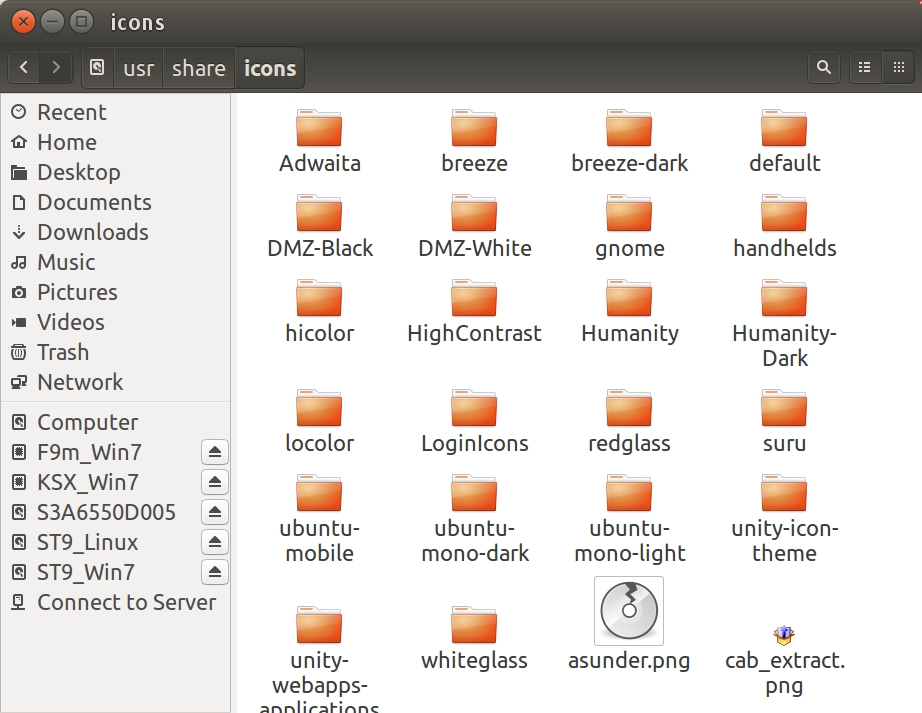 icons
usr share icons
Recent
Home
Desktop
Documents
Downloads
Music
Pictures
Videos
Trash
Network
Computer
F9m_Win7
KSX_Win7
S3A6550D005
ST9_Linux
ST9_Win7
Connect to Server
Adwaita
breeze
breeze-dark
default
DMZ-Black
DMZ-White
gnome
handhelds
hicolor
HighContrast
Humanity
Humanity-
Dark
locolor
LoginIcons
redglass
suru
ubuntu-
mobile
ubuntu-
mono-dark
ubuntu-
mono-light
unity-icon-
theme
unity-
webapps-
applications
whiteglass
asunder.png
cab_extract.
png